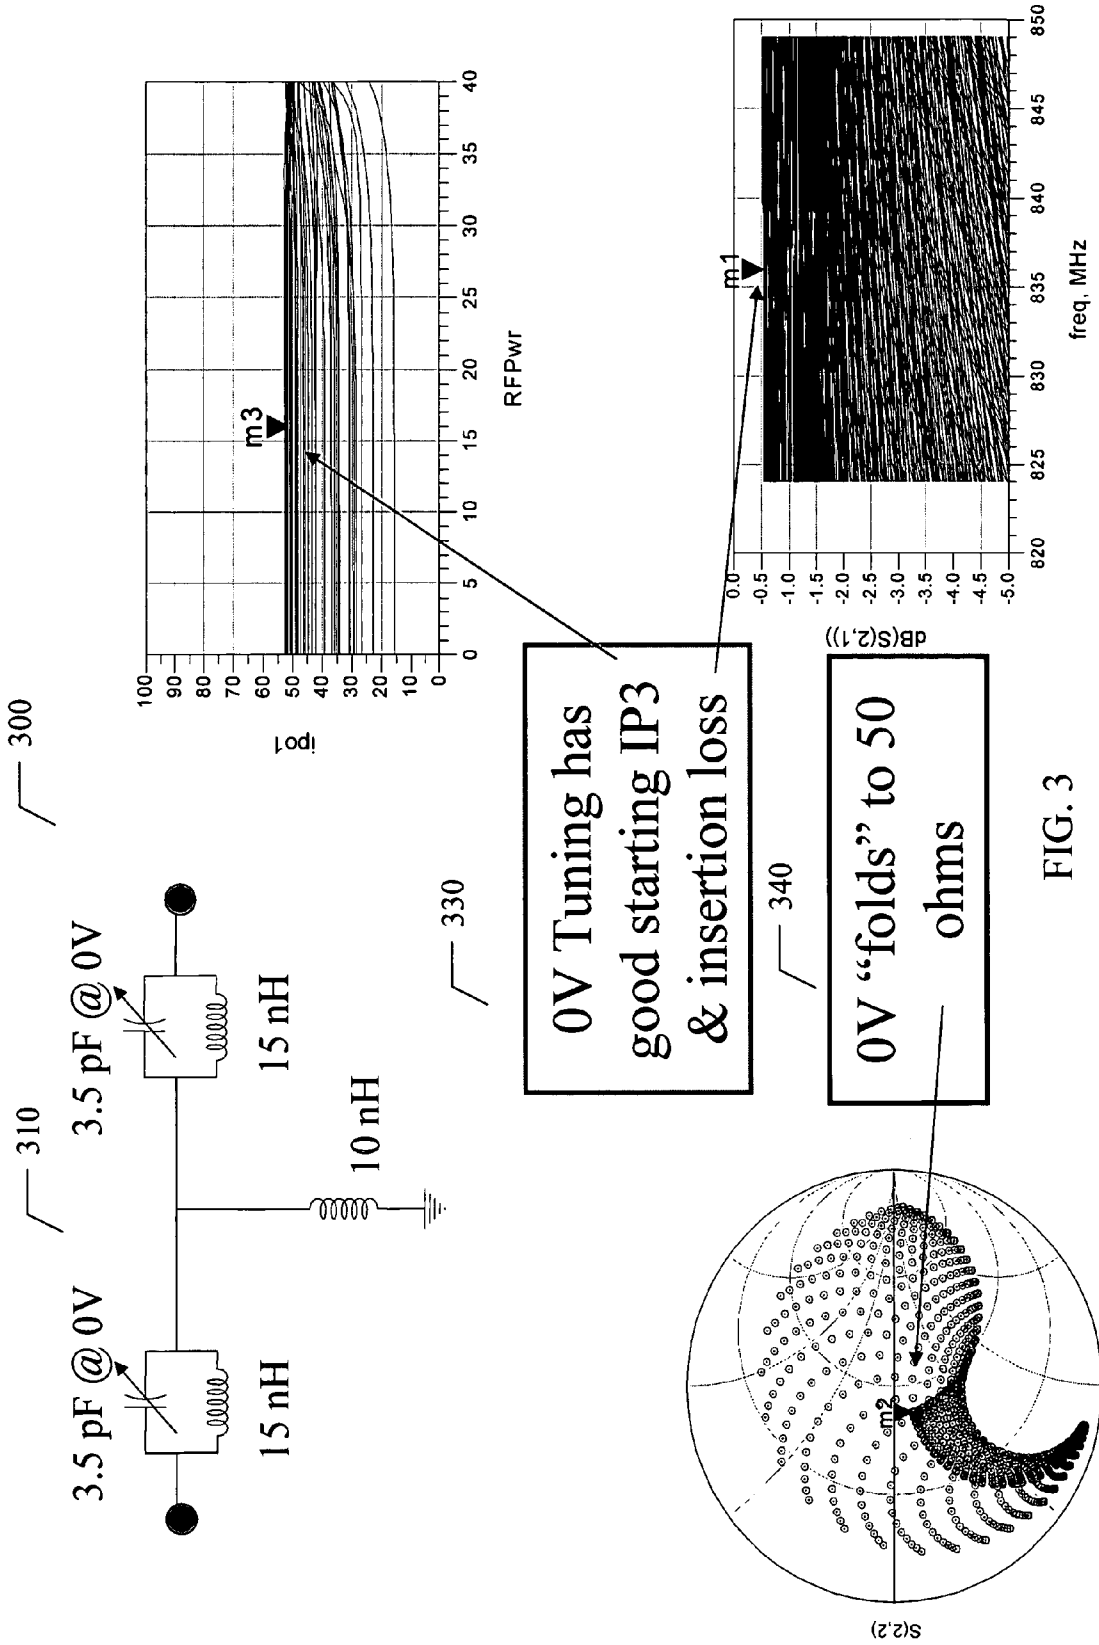 300
310
3.5 pF @ 0V
3.5 pF @ 0V
15 nH
15 nH
10 nH
ipo1
100
90
80
70
60
50
40
30
20
10
0
m3
0 5 10 15 20 25 30 35 40
RFPwr
330
0V Tuning has
good starting IP3
& insertion loss
340
0V “folds” to 50
ohms
S(2,2)
m2
dB(S(2,1))
0.0
-0.5
-1.0
-1.5
-2.0
-2.5
-3.0
-3.5
-4.0
-4.5
-5.0
m1
820 825 830 835 840 845 850
freq, MHz
FIG. 3